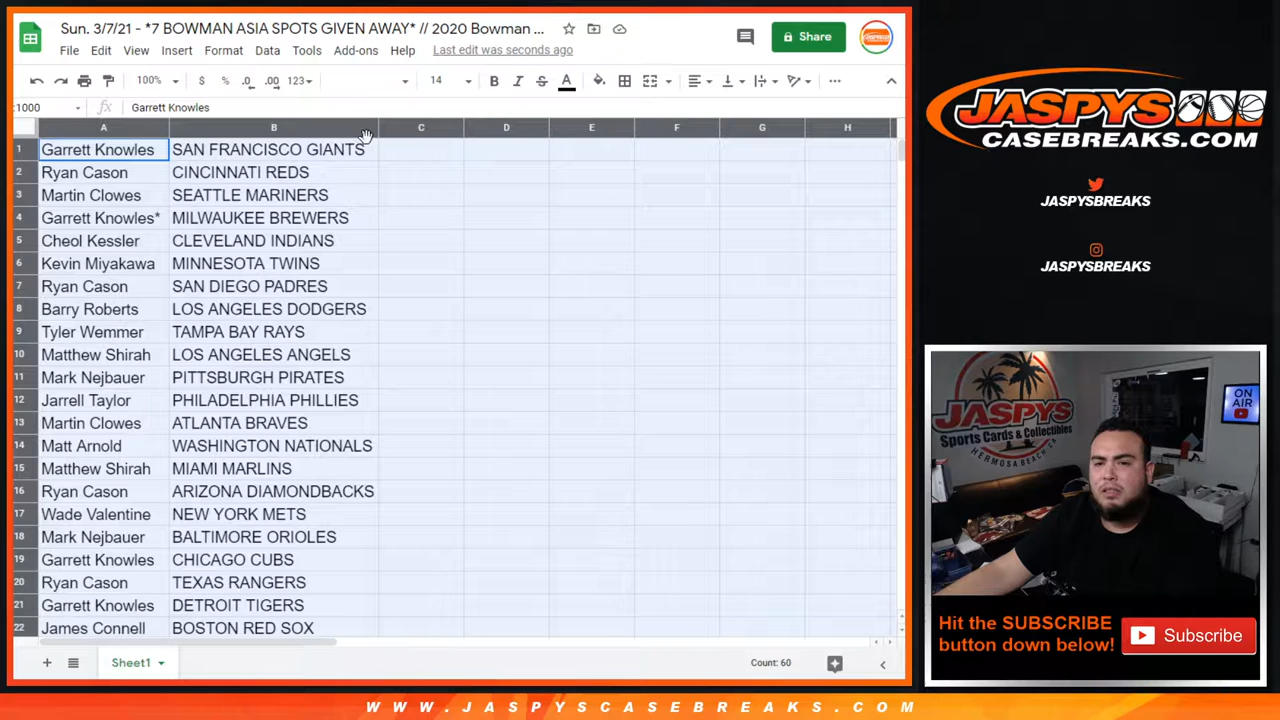 Sun. 3/7/21 - *7 BOWMAN ASIA SPOTS GIVEN AWAY* // 2020 Bowman ...
File Edit View Insert Format Data Tools Add-ons Help Last edit was seconds ago
Share
100% $ % .0 .00 123 14 B I S A
:1000 fx Garrett Knowles
A B C D E F G H
1 Garrett Knowles SAN FRANCISCO GIANTS
2 Ryan Cason CINCINNATI REDS
3 Martin Clowes SEATTLE MARINERS
4 Garrett Knowles* MILWAUKEE BREWERS
5 Cheol Kessler CLEVELAND INDIANS
6 Kevin Miyakawa MINNESOTA TWINS
7 Ryan Cason SAN DIEGO PADRES
8 Barry Roberts LOS ANGELES DODGERS
9 Tyler Wemmer TAMPA BAY RAYS
10 Matthew Shirah LOS ANGELES ANGELS
11 Mark Nejbauer PITTSBURGH PIRATES
12 Jarrell Taylor PHILADELPHIA PHILLIES
13 Martin Clowes ATLANTA BRAVES
14 Matt Arnold WASHINGTON NATIONALS
15 Matthew Shirah MIAMI MARLINS
16 Ryan Cason ARIZONA DIAMONDBACKS
17 Wade Valentine NEW YORK METS
18 Mark Nejbauer BALTIMORE ORIOLES
19 Garrett Knowles CHICAGO CUBS
20 Ryan Cason TEXAS RANGERS
21 Garrett Knowles DETROIT TIGERS
22 James Connell BOSTON RED SOX
Sheet1
Count: 60
JASPYS
CASEBREAKS.COM
JASPYSBREAKS
JASPYSBREAKS
JASPYS
Sports Cards & Collectibles
HERMOSA BEACH CA
ON AIR
Hit the SUBSCRIBE
button down below!
Subscribe
WWW.JASPYSCASEBREAKS.COM